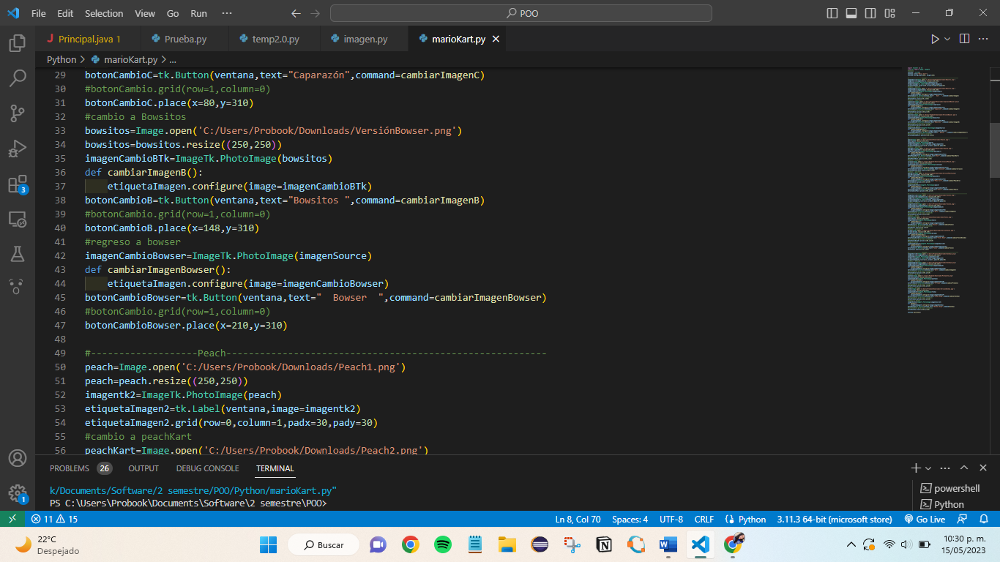 File Edit Selection View Go Run ··· POO
Principal.java 1 Prueba.py temp2.0.py imagen.py marioKart.py
Python > marioKart.py > ...
29 botonCambioC=tk.Button(ventana,text="Caparazón",command=cambiarImagenC)
30 #botonCambio.grid(row=1,column=0)
31 botonCambioC.place(x=80,y=310)
32 #cambio a Bowsitos
33 bowsitos=Image.open('C:/Users/Probook/Downloads/VersiónBowser.png')
34 bowsitos=bowsitos.resize((250,250))
35 imagenCambioBTk=ImageTk.PhotoImage(bowsitos)
36 def cambiarImagenB():
37     etiquetaImagen.configure(image=imagenCambioBTk)
38 botonCambioB=tk.Button(ventana,text="Bowsitos ",command=cambiarImagenB)
39 #botonCambio.grid(row=1,column=0)
40 botonCambioB.place(x=148,y=310)
41 #regreso a bowser
42 imagenCambioBowser=ImageTk.PhotoImage(imagenSource)
43 def cambiarImagenBowser():
44     etiquetaImagen.configure(image=imagenCambioBowser)
45 botonCambioBowser=tk.Button(ventana,text="  Bowser  ",command=cambiarImagenBowser)
46 #botonCambio.grid(row=1,column=0)
47 botonCambioBowser.place(x=210,y=310)
48
49 #-------------------Peach---------------------------------------------------------
50 peach=Image.open('C:/Users/Probook/Downloads/Peach1.png')
51 peach=peach.resize((250,250))
52 imagentk2=ImageTk.PhotoImage(peach)
53 etiquetaImagen2=tk.Label(ventana,image=imagentk2)
54 etiquetaImagen2.grid(row=0,column=1,padx=30,pady=30)
55 #cambio a peachKart
56 peachKart=Image.open('C:/Users/Probook/Downloads/Peach2.png')
3
1
PROBLEMS 26 OUTPUT DEBUG CONSOLE TERMINAL
k/Documents/Software/2 semestre/POO/Python/marioKart.py"
PS C:\Users\Probook\Documents\Software\2 semestre\POO>
powershell
Python
11 15 Ln 8, Col 70 Spaces: 4 UTF-8 CRLF Python 3.11.3 64-bit (microsoft store) Go Live
22°C
Despejado
Buscar
10:30 p. m.
15/05/2023